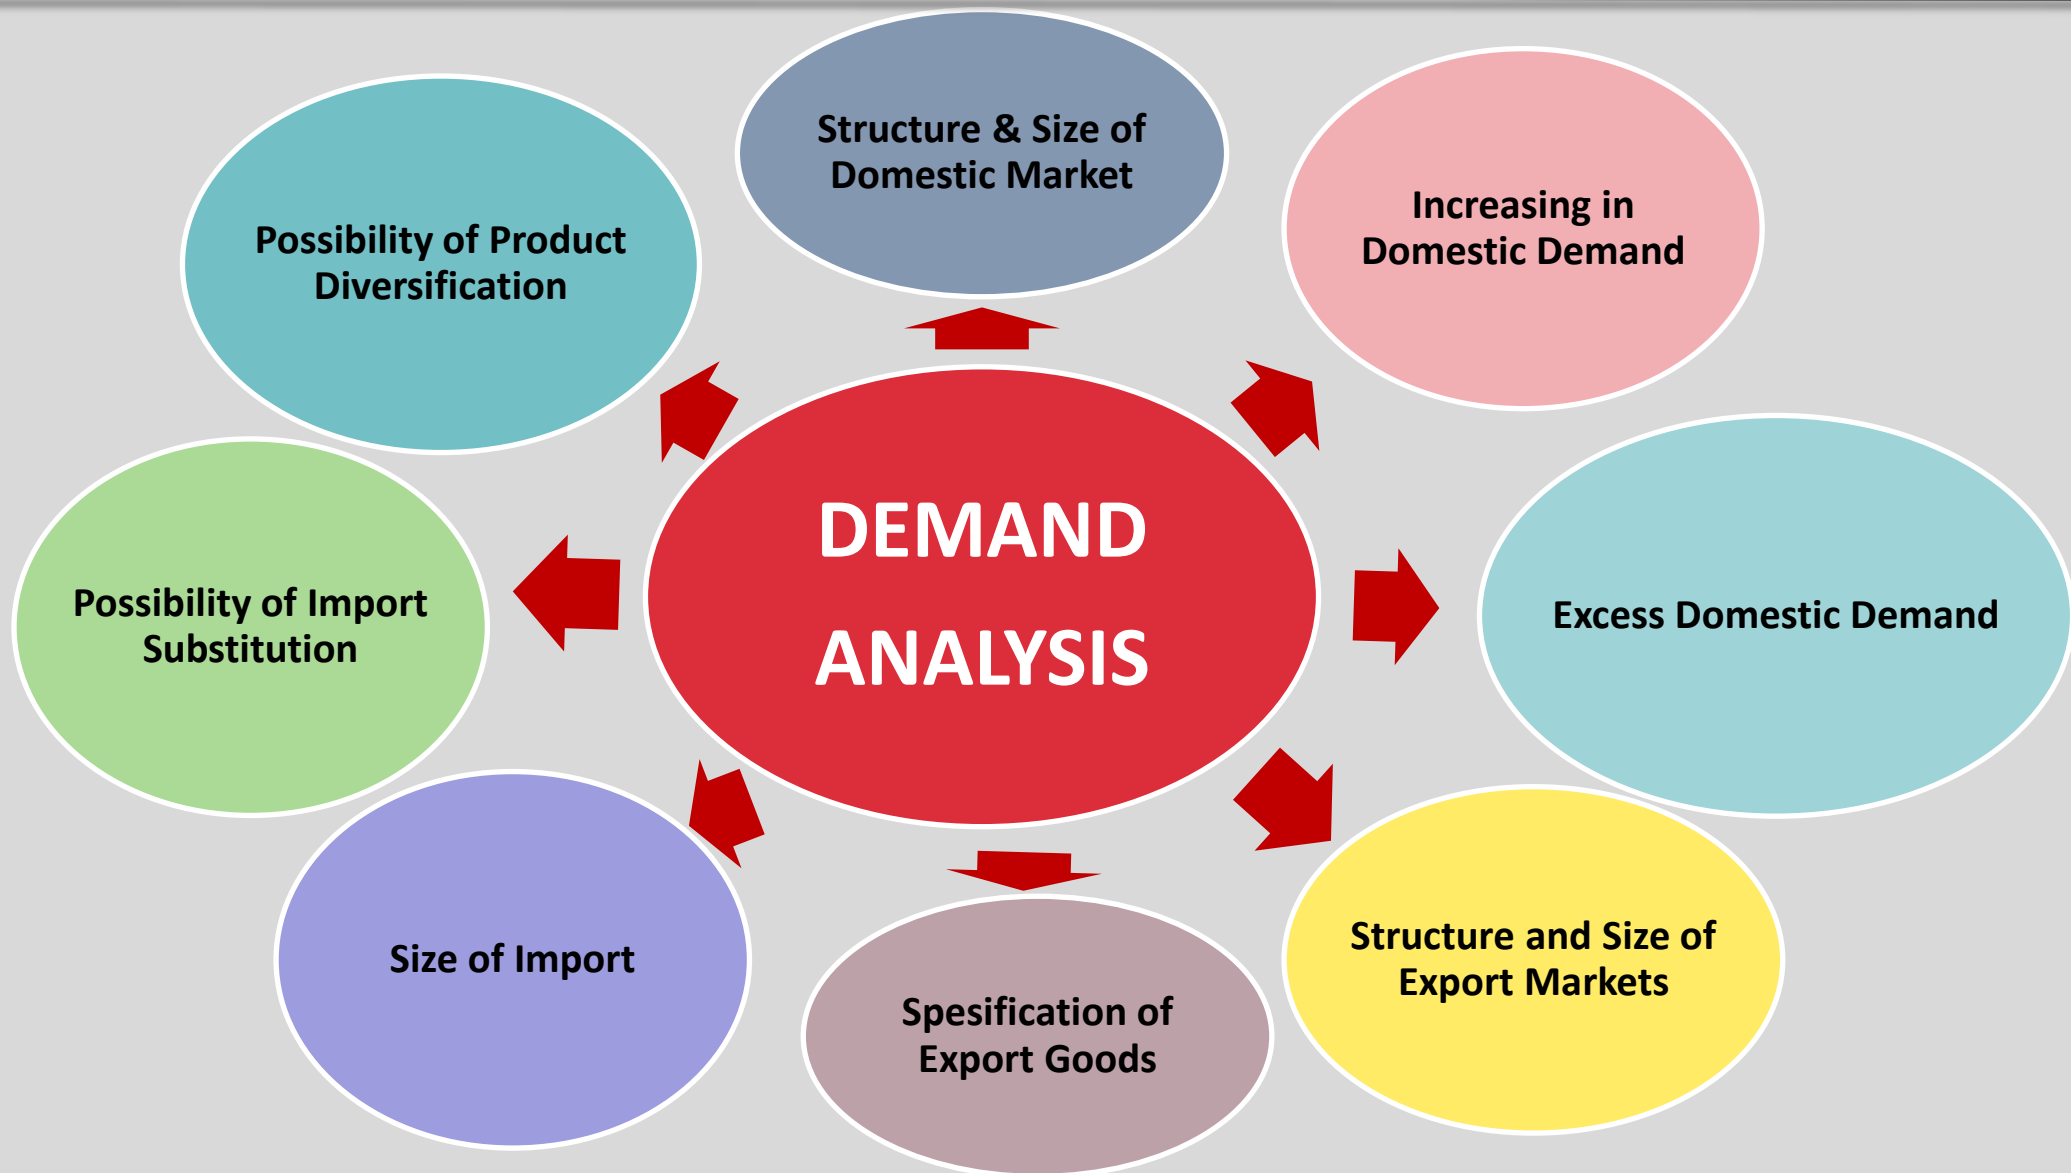 Structure & Size of
Domestic Market
Increasing in
Domestic Demand
Possibility of Product
Diversification
DEMAND
ANALYSIS
Possibility of Import
Substitution
Excess Domestic Demand
Size of Import
Structure and Size of
Export Markets
Spesification of
Export Goods